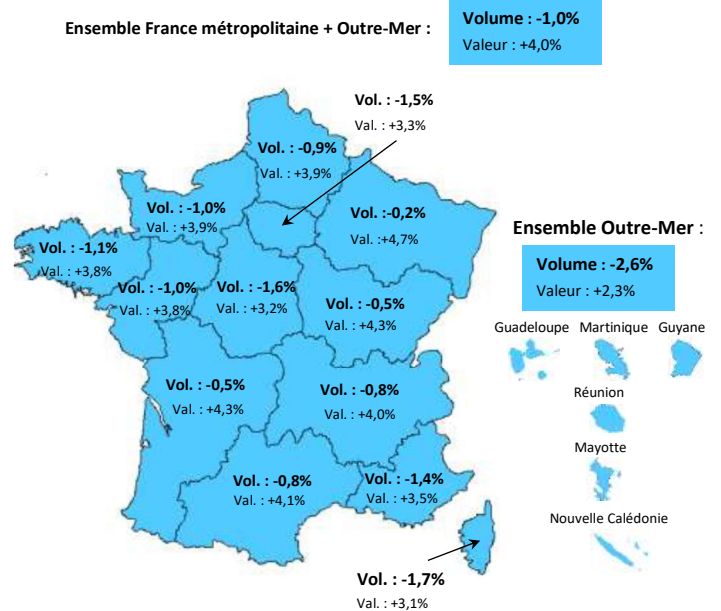 Ensemble France métropolitaine + Outre-Mer :
Volume : -1,0%
Valeur : +4,0%
Vol. : -1,5%
Val. : +3,3%
Vol. : -0,9%
Val. : +3,9%
Vol. : -1,0%
Val. : +3,9%
Vol. : -0,2%
Val. : +4,7%
Vol. : -1,1%
Val. : +3,8%
Vol. : -1,0%
Val. : +3,8%
Vol. : -1,6%
Val. : +3,2%
Vol. : -0,5%
Val. : +4,3%
Vol. : -0,5%
Val. : +4,3%
Vol. : -0,8%
Val. : +4,0%
Vol. : -0,8%
Val. : +4,1%
Vol. : -1,4%
Val. : +3,5%
Vol. : -1,7%
Val. : +3,1%
Ensemble Outre-Mer :
Volume : -2,6%
Valeur : +2,3%
Guadeloupe Martinique Guyane
Réunion
Mayotte
Nouvelle Calédonie